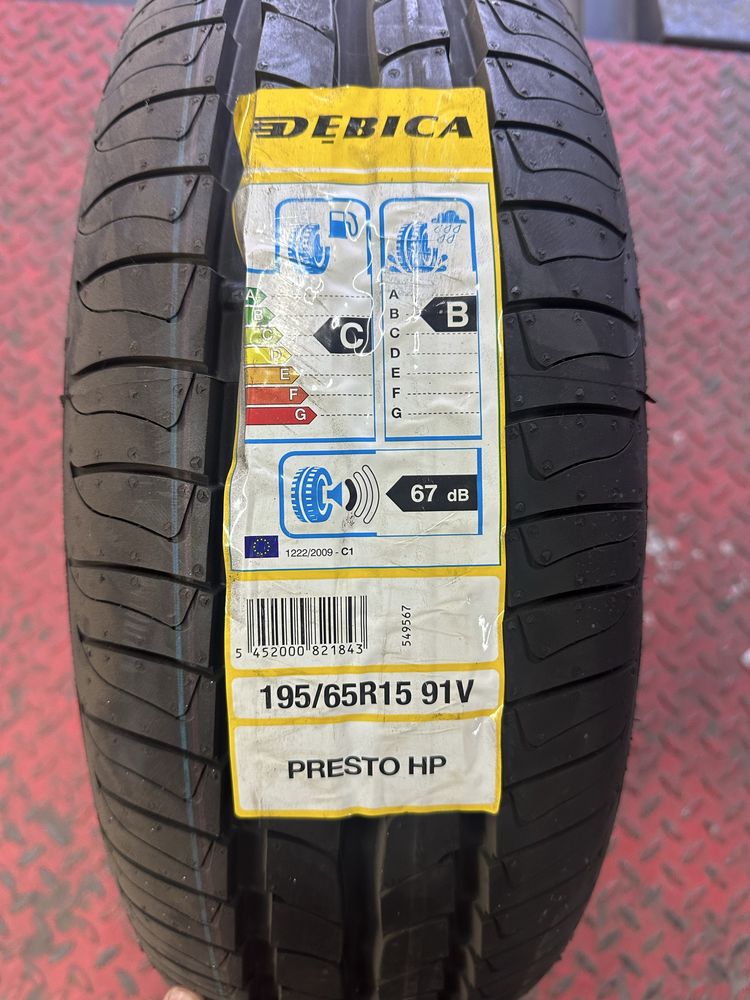 DĘBICA
A
B
C
D
E
F
G
C
A
B
C
D
E
F
G
B
67 dB
1222/2009 - C1
5 452000 821843
549567
195/65R15 91V
PRESTO HP